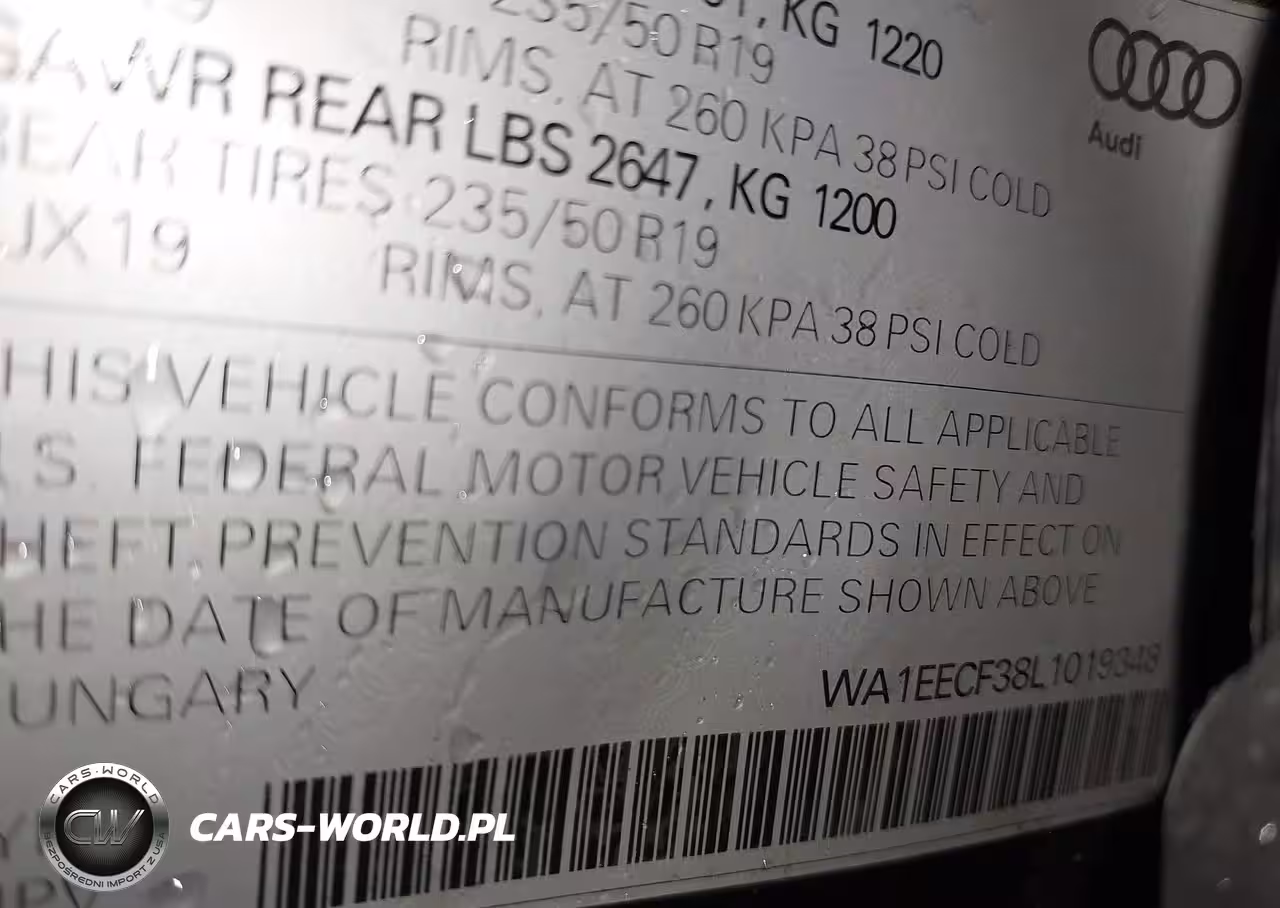 , KG 1220
235/50 R19
Audi
RIMS, AT 260 KPA 38 PSI COLD
GAWR REAR LBS 2647, KG 1200
REAR TIRES 235/50 R19
JX19
RIMS, AT 260 KPA 38 PSI COLD
HIS VEHICLE CONFORMS TO ALL APPLICABLE
.S. FEDERAL MOTOR VEHICLE SAFETY AND
HEFT PREVENTION STANDARDS IN EFFECT ON
HE DATE OF MANUFACTURE SHOWN ABOVE
UNGARY
WA1EECF38L1019348
CARS-WORLD
CW
BEZPOŚREDNI IMPORT Z USA
CARS-WORLD.PL